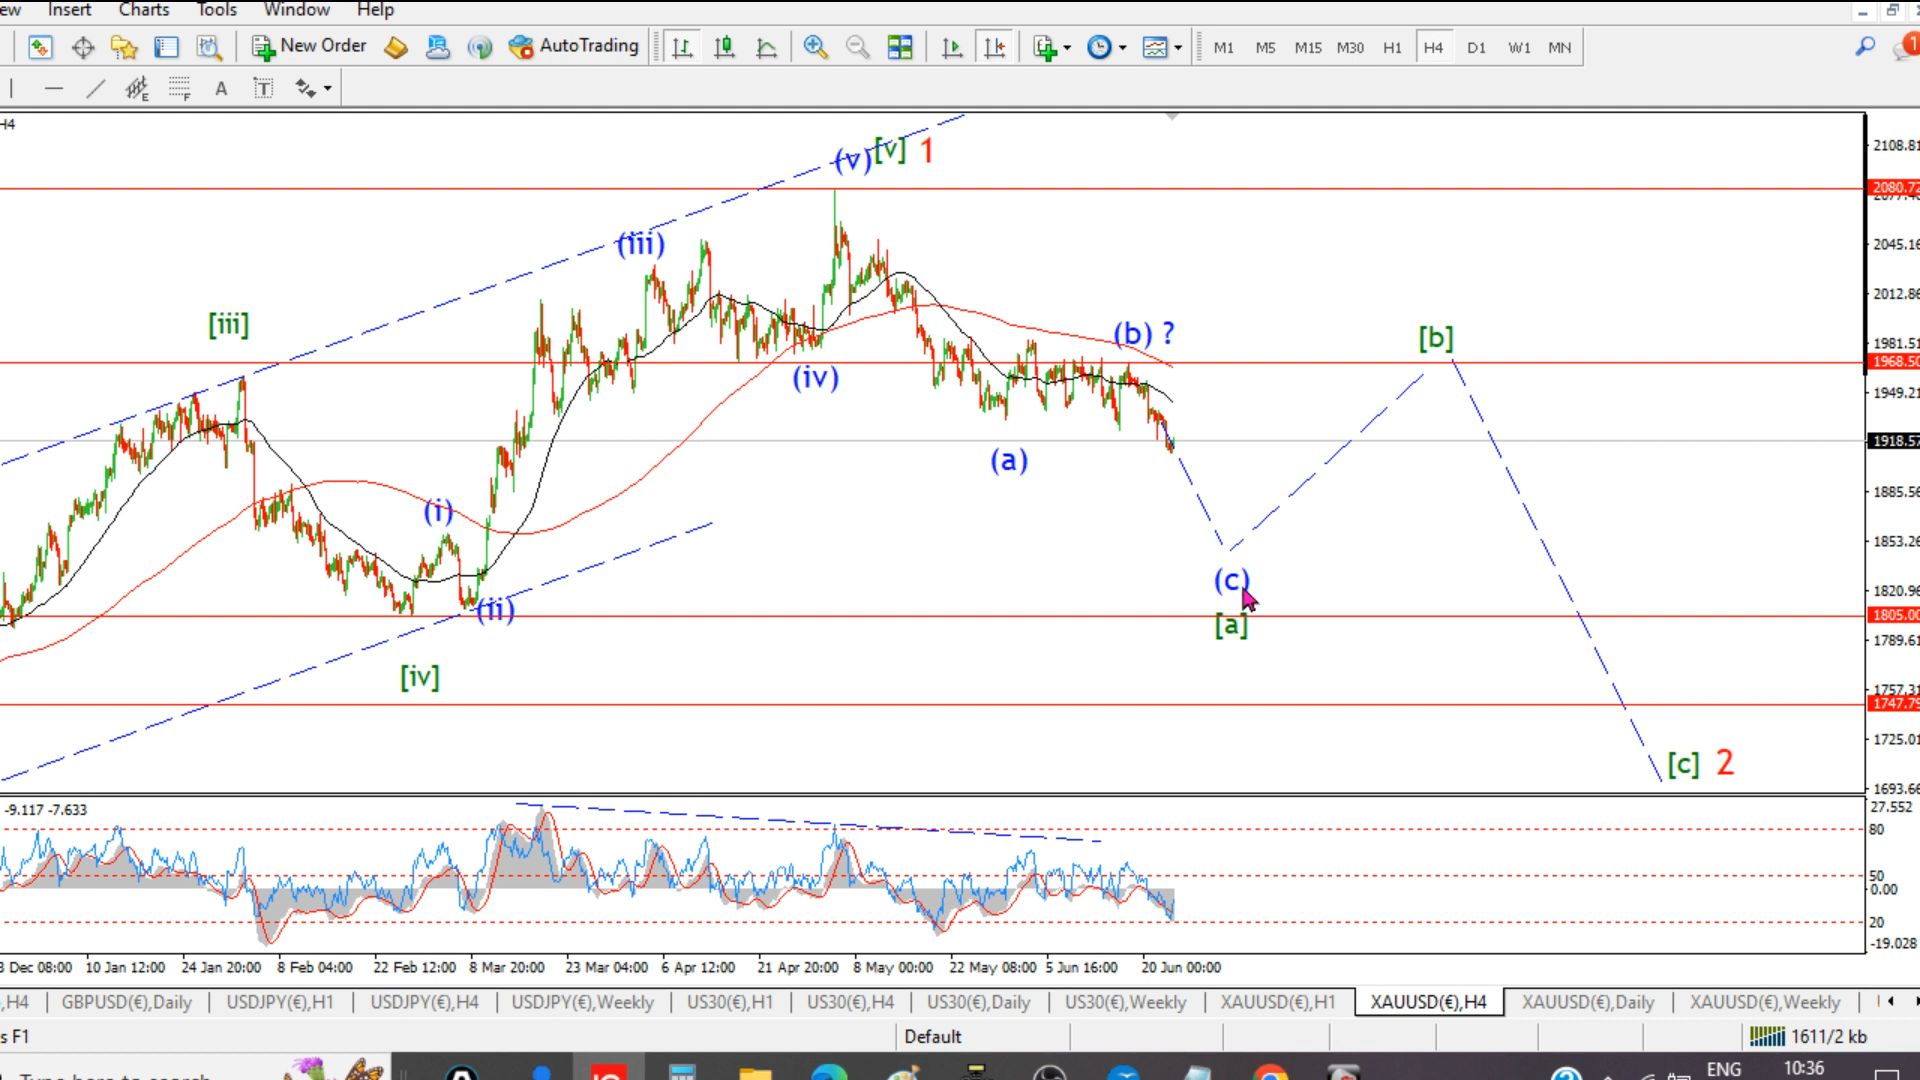 ew Insert Charts Tools Window Help
New Order AutoTrading M1 M5 M15 M30 H1 H4 D1 W1 MN 1
E F A T
H4
2108.81
(v) [v] 1
2080.72
2045.16
(iii)
2012.86
[iii] (b) ? [b]
1981.51
1968.50
(iv)
1949.21
1918.57
(a)
1885.56
(i)
1853.26
(c)
1820.96
(ii) 1805.00
[a]
1789.61
[iv]
1757.31
1747.79
1725.01
[c] 2
1693.66
-9.117 -7.633 27.552
80
50
0.00
20
-19.028
Dec 08:00 10 Jan 12:00 24 Jan 20:00 8 Feb 04:00 22 Feb 12:00 8 Mar 20:00 23 Mar 04:00 6 Apr 12:00 21 Apr 20:00 8 May 00:00 22 May 08:00 5 Jun 16:00 20 Jun 00:00
,H4 GBPUSD(€),Daily USDJPY(€),H1 USDJPY(€),H4 USDJPY(€),Weekly US30(€),H1 US30(€),H4 US30(€),Daily US30(€),Weekly XAUUSD(€),H1 XAUUSD(€),H4 XAUUSD(€),Daily XAUUSD(€),Weekly
s F1 Default 1611/2 kb
Type here to search ENG 10:36